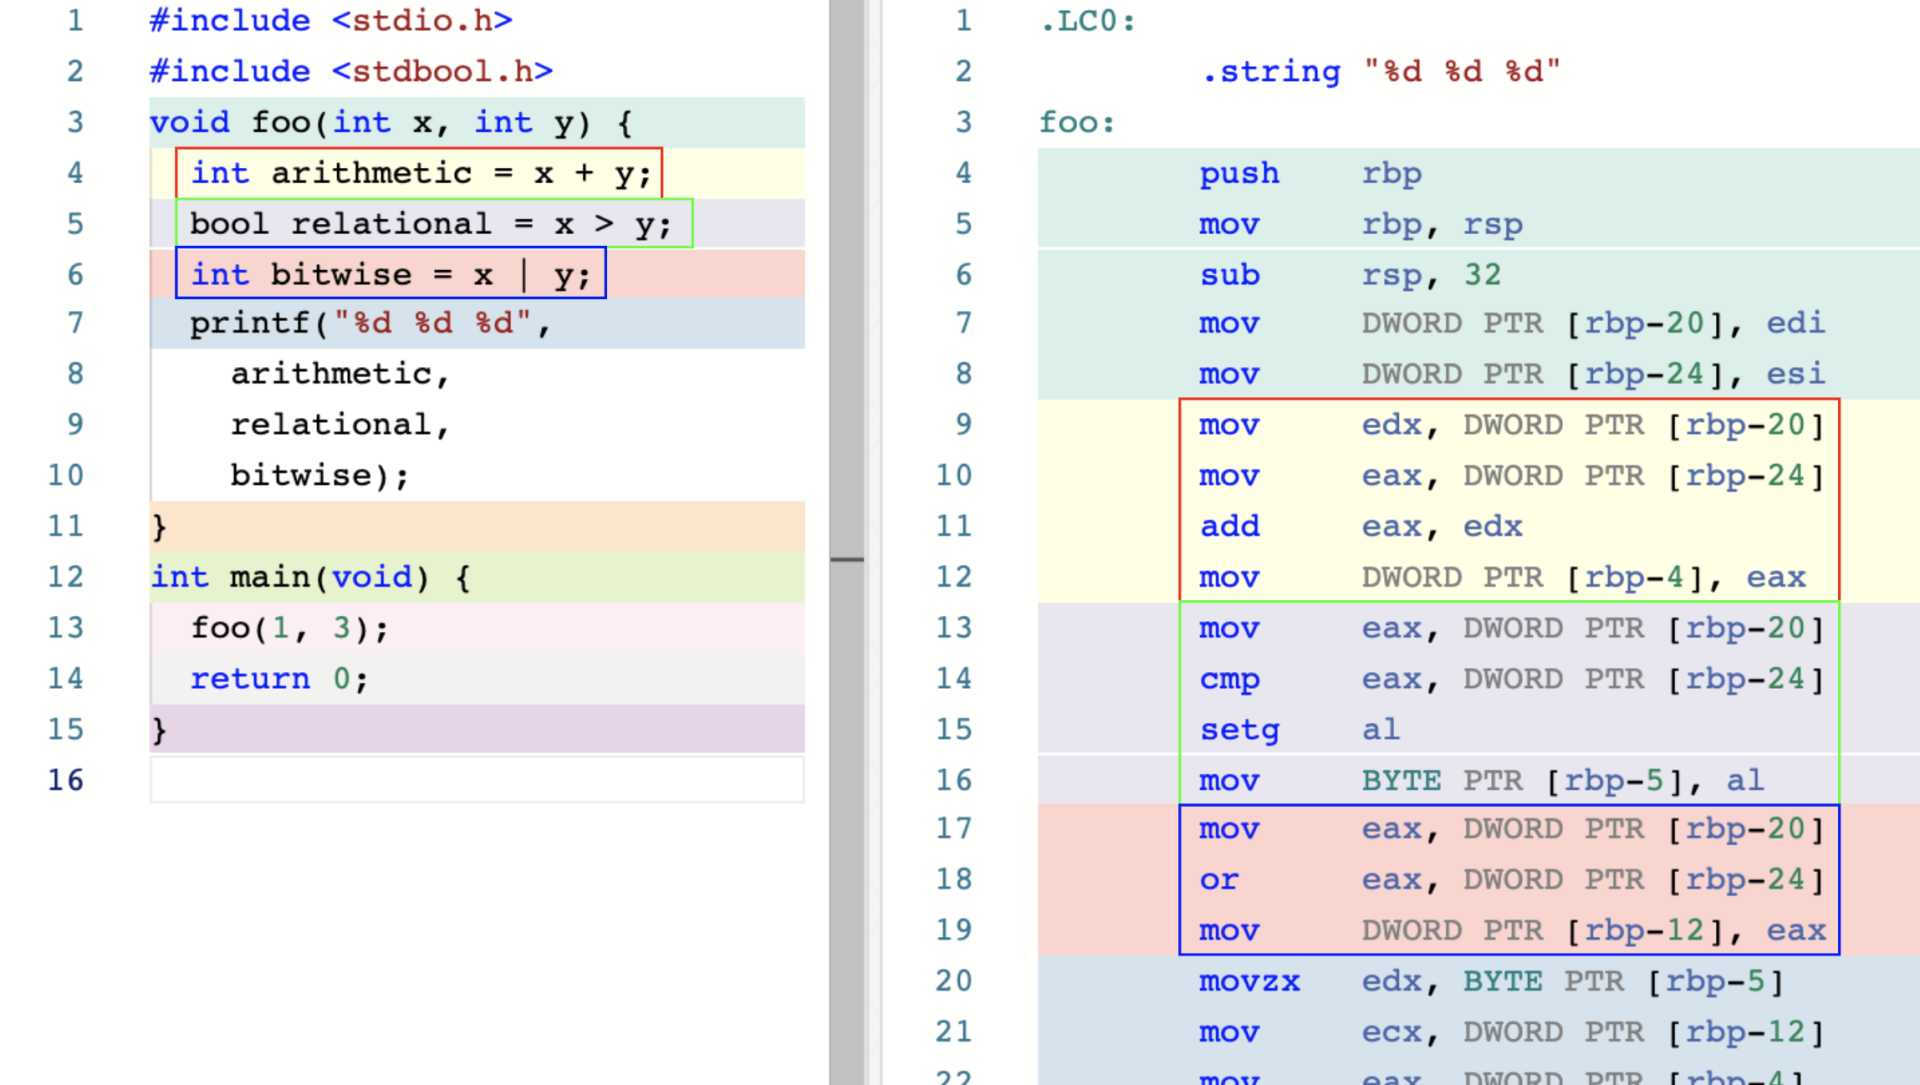 1 #include <stdio.h>
2 #include <stdbool.h>
3 void foo(int x, int y) {
4 int arithmetic = x + y;
5 bool relational = x > y;
6 int bitwise = x | y;
7 printf("%d %d %d",
8 arithmetic,
9 relational,
10 bitwise);
11 }
12 int main(void) {
13 foo(1, 3);
14 return 0;
15 }
16
1 .LC0:
2 .string "%d %d %d"
3 foo:
4 push rbp
5 mov rbp, rsp
6 sub rsp, 32
7 mov DWORD PTR [rbp-20], edi
8 mov DWORD PTR [rbp-24], esi
9 mov edx, DWORD PTR [rbp-20]
10 mov eax, DWORD PTR [rbp-24]
11 add eax, edx
12 mov DWORD PTR [rbp-4], eax
13 mov eax, DWORD PTR [rbp-20]
14 cmp eax, DWORD PTR [rbp-24]
15 setg al
16 mov BYTE PTR [rbp-5], al
17 mov eax, DWORD PTR [rbp-20]
18 or eax, DWORD PTR [rbp-24]
19 mov DWORD PTR [rbp-12], eax
20 movzx edx, BYTE PTR [rbp-5]
21 mov ecx, DWORD PTR [rbp-12]
22 mov eax, DWORD PTR [rbp-4]